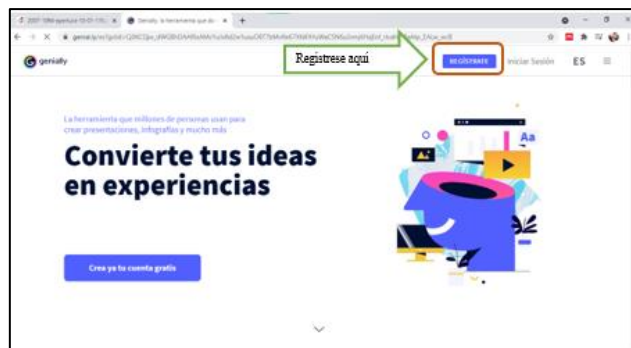 genially
Regístrese aquí
REGÍSTRATE
Iniciar Sesión
ES
La herramienta que millones de personas usan para
crear presentaciones, infografías y mucho más
Convierte tus ideas
en experiencias
Aa
Crea ya tu cuenta gratis